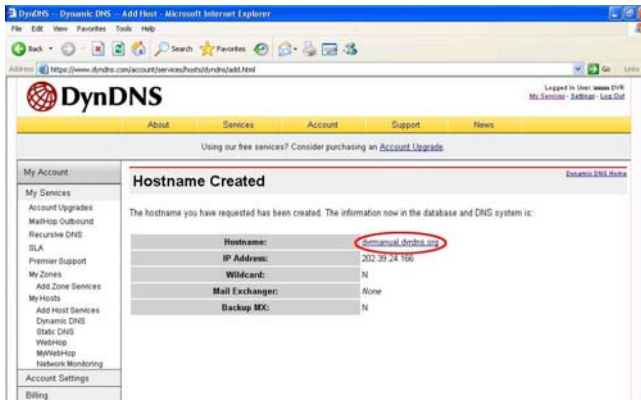 DynDNS -- Dynamic DNS -- Add Host - Microsoft Internet Explorer
File Edit View Favorites Tools Help
Back Search Favorites
Address https://www.dyndns.com/account/services/hosts/dyndns/add.html Go Links
DynDNS
Logged In User: DVR
My Services - Settings - Log Out
About Services Account Support News
Using our free services? Consider purchasing an Account Upgrade.
My Account
My Services
Account Upgrades
MailHop Outbound
Recursive DNS
SLA
Premier Support
My Zones
Add Zone Services
My Hosts
Add Host Services
Dynamic DNS
Static DNS
WebHop
MyWebHop
Network Monitoring
Account Settings
Billing
Hostname Created
Dynamic DNS Home
The hostname you have requested has been created. The information now in the database and DNS system is:
Hostname: dvrmanual.dyndns.org
IP Address: 202.39.24.166
Wildcard: N
Mail Exchanger: None
Backup MX: N